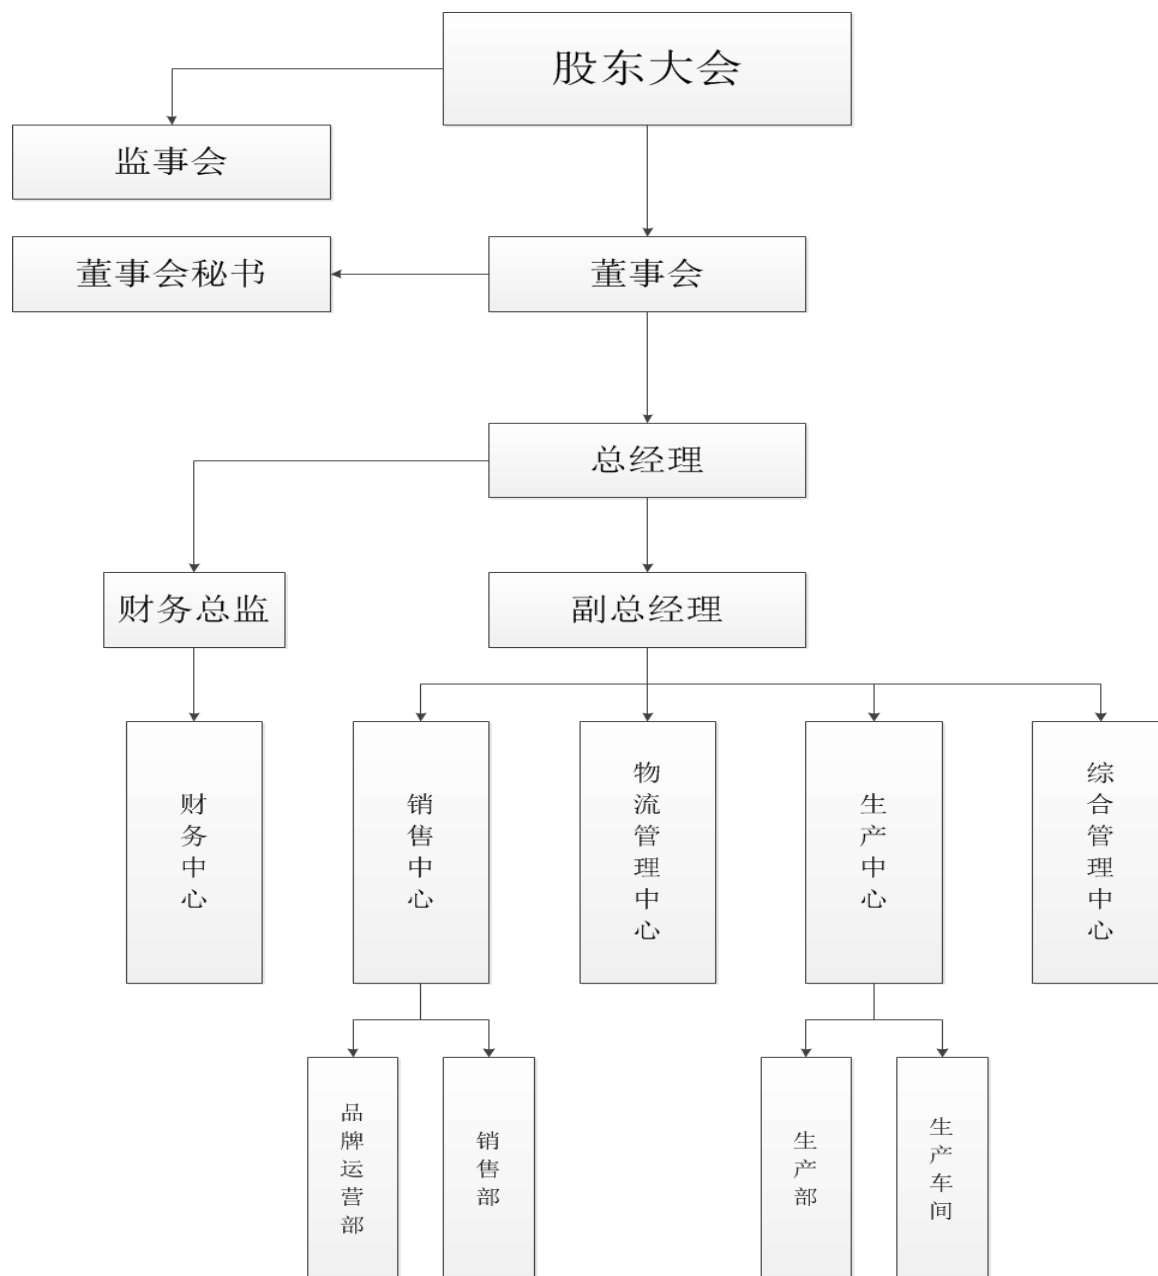 股东大会
监事会
董事会秘书
董事会
总经理
财务总监
副总经理
财务中心
销售中心
物流管理中心
生产中心
综合管理中心
品牌运营部
销售部
生产部
生产车间